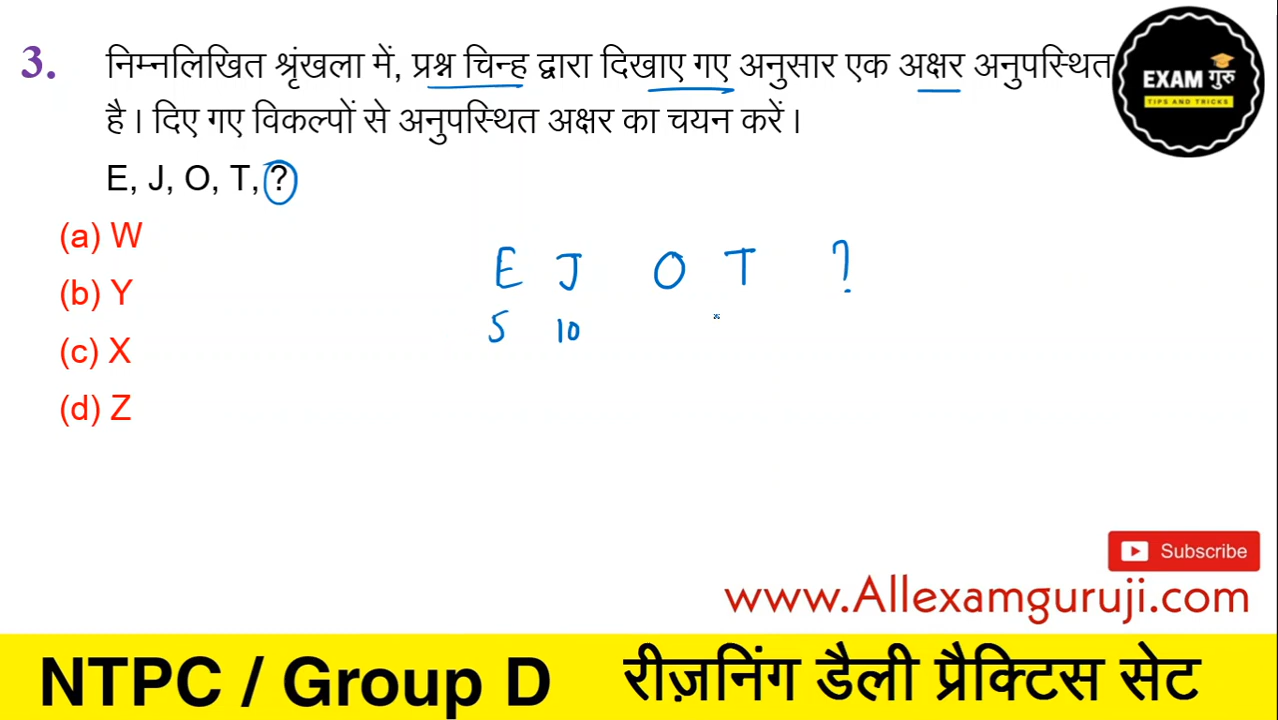 3. निम्नलिखित श्रृंखला में, प्रश्न चिन्ह द्वारा दिखाए गए अनुसार एक अक्षर अनुपस्थित
है। दिए गए विकल्पों से अनुपस्थित अक्षर का चयन करें।
E, J, O, T, ?
(a) W
(b) Y
(c) X
(d) Z
E J O T ?
5 10
EXAM गुरु
TIPS AND TRICKS
Subscribe
www.Allexamguruji.com
NTPC / Group D रीज़निंग डैली प्रैक्टिस सेट